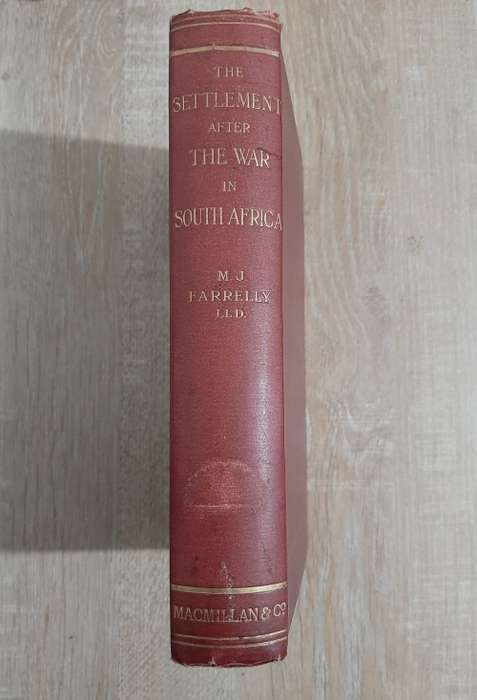 THE
SETTLEMENT
AFTER
THE WAR
IN
SOUTH AFRICA
M. J.
FARRELLY
LL.D.
MACMILLAN & Co.